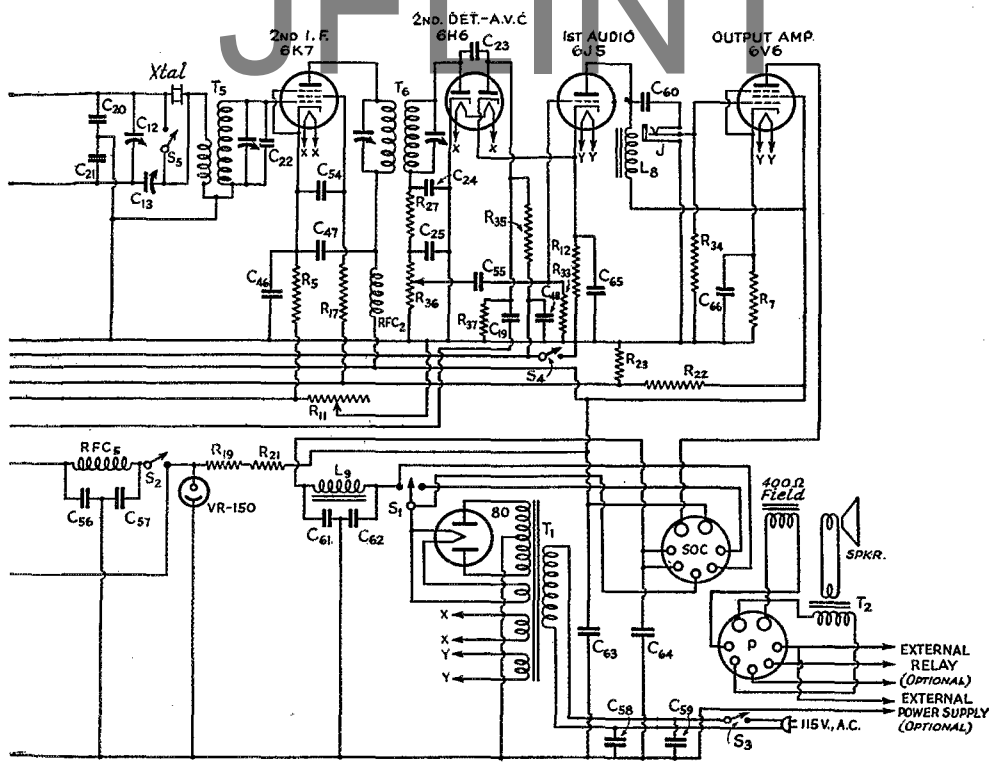 JFLINT
2ND I.F.
6K7
2ND. DET.-A.V.C
6H6
1ST AUDIO
6J5
OUTPUT AMP.
6V6
Xtal
C23
T5
T6
C20
C12
S5
C21
C13
C22
X X
X
X
Y Y
C60
J
L8
Y Y
C54
C24
R27
C47
C25
R35
R12
R34
C46
R5
R17
RFC2
R36
C55
R33
C65
C66
R7
R37
C19
C48
S4
R23
R22
R11
RFC5
S2
R19
R21
L9
C56
C57
VR-150
C61
C62
S1
80
T1
SOC
400Ω
Field
SPKR.
T2
P
X
X
Y
Y
C63
C64
C58
C59
S3
115V., A.C.
EXTERNAL
RELAY
(OPTIONAL)
EXTERNAL
POWER SUPPLY
(OPTIONAL)